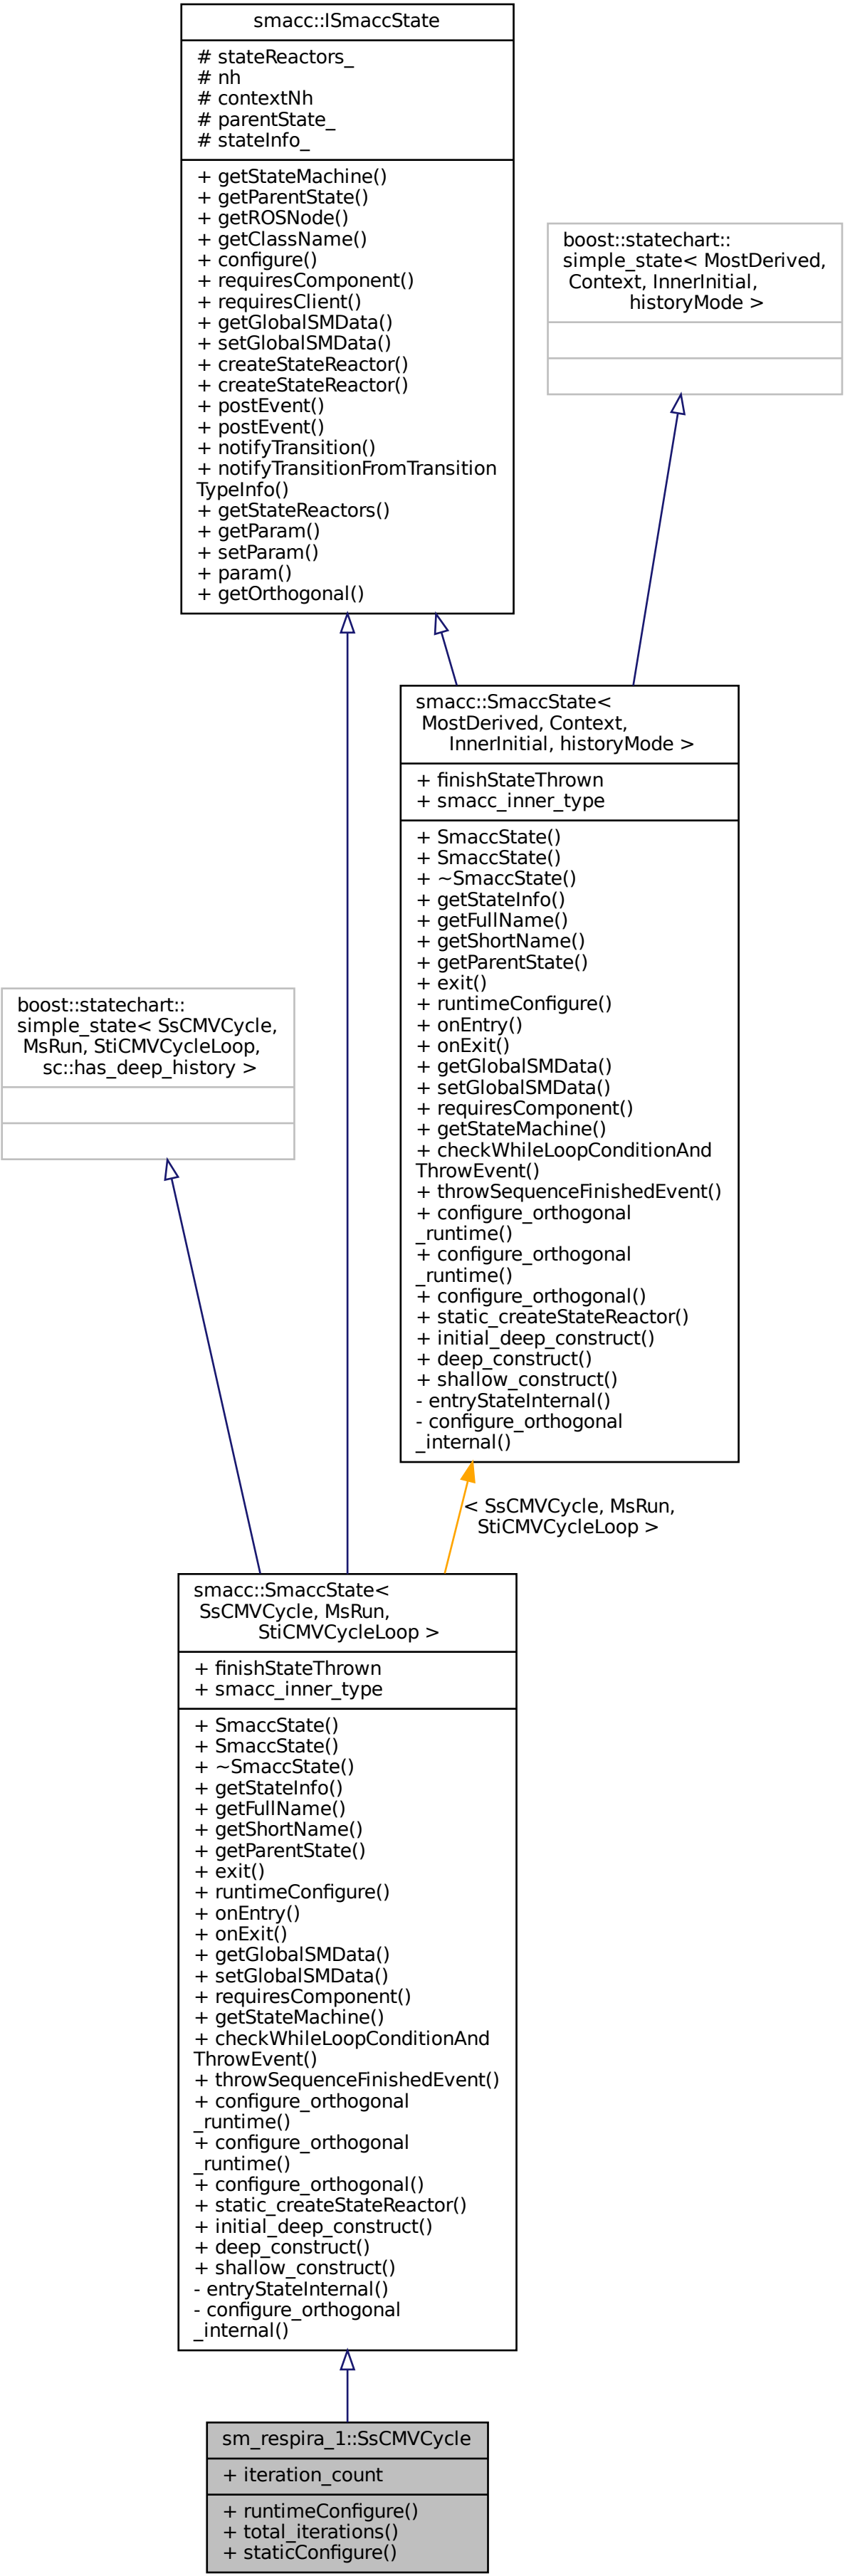 smacc::ISmaccState
# stateReactors_
# nh
# contextNh
# parentState_
# stateInfo_
+ getStateMachine()
+ getParentState()
+ getROSNode()
+ getClassName()
+ configure()
+ requiresComponent()
+ requiresClient()
+ getGlobalSMData()
+ setGlobalSMData()
+ createStateReactor()
+ createStateReactor()
+ postEvent()
+ postEvent()
+ notifyTransition()
+ notifyTransitionFromTransition
TypeInfo()
+ getStateReactors()
+ getParam()
+ setParam()
+ param()
+ getOrthogonal()
boost::statechart::
simple_state< MostDerived,
Context, InnerInitial,
historyMode >
smacc::SmaccState<
MostDerived, Context,
InnerInitial, historyMode >
+ finishStateThrown
+ smacc_inner_type
+ SmaccState()
+ SmaccState()
+ ~SmaccState()
+ getStateInfo()
+ getFullName()
+ getShortName()
+ getParentState()
+ exit()
+ runtimeConfigure()
+ onEntry()
+ onExit()
+ getGlobalSMData()
+ setGlobalSMData()
+ requiresComponent()
+ getStateMachine()
+ checkWhileLoopConditionAnd
ThrowEvent()
+ throwSequenceFinishedEvent()
+ configure_orthogonal
_runtime()
+ configure_orthogonal
_runtime()
+ configure_orthogonal()
+ static_createStateReactor()
+ initial_deep_construct()
+ deep_construct()
+ shallow_construct()
- entryStateInternal()
- configure_orthogonal
_internal()
boost::statechart::
simple_state< SsCMVCycle,
MsRun, StiCMVCycleLoop,
sc::has_deep_history >
< SsCMVCycle, MsRun,
StiCMVCycleLoop >
smacc::SmaccState<
SsCMVCycle, MsRun,
StiCMVCycleLoop >
+ finishStateThrown
+ smacc_inner_type
+ SmaccState()
+ SmaccState()
+ ~SmaccState()
+ getStateInfo()
+ getFullName()
+ getShortName()
+ getParentState()
+ exit()
+ runtimeConfigure()
+ onEntry()
+ onExit()
+ getGlobalSMData()
+ setGlobalSMData()
+ requiresComponent()
+ getStateMachine()
+ checkWhileLoopConditionAnd
ThrowEvent()
+ throwSequenceFinishedEvent()
+ configure_orthogonal
_runtime()
+ configure_orthogonal
_runtime()
+ configure_orthogonal()
+ static_createStateReactor()
+ initial_deep_construct()
+ deep_construct()
+ shallow_construct()
- entryStateInternal()
- configure_orthogonal
_internal()
sm_respira_1::SsCMVCycle
+ iteration_count
+ runtimeConfigure()
+ total_iterations()
+ staticConfigure()